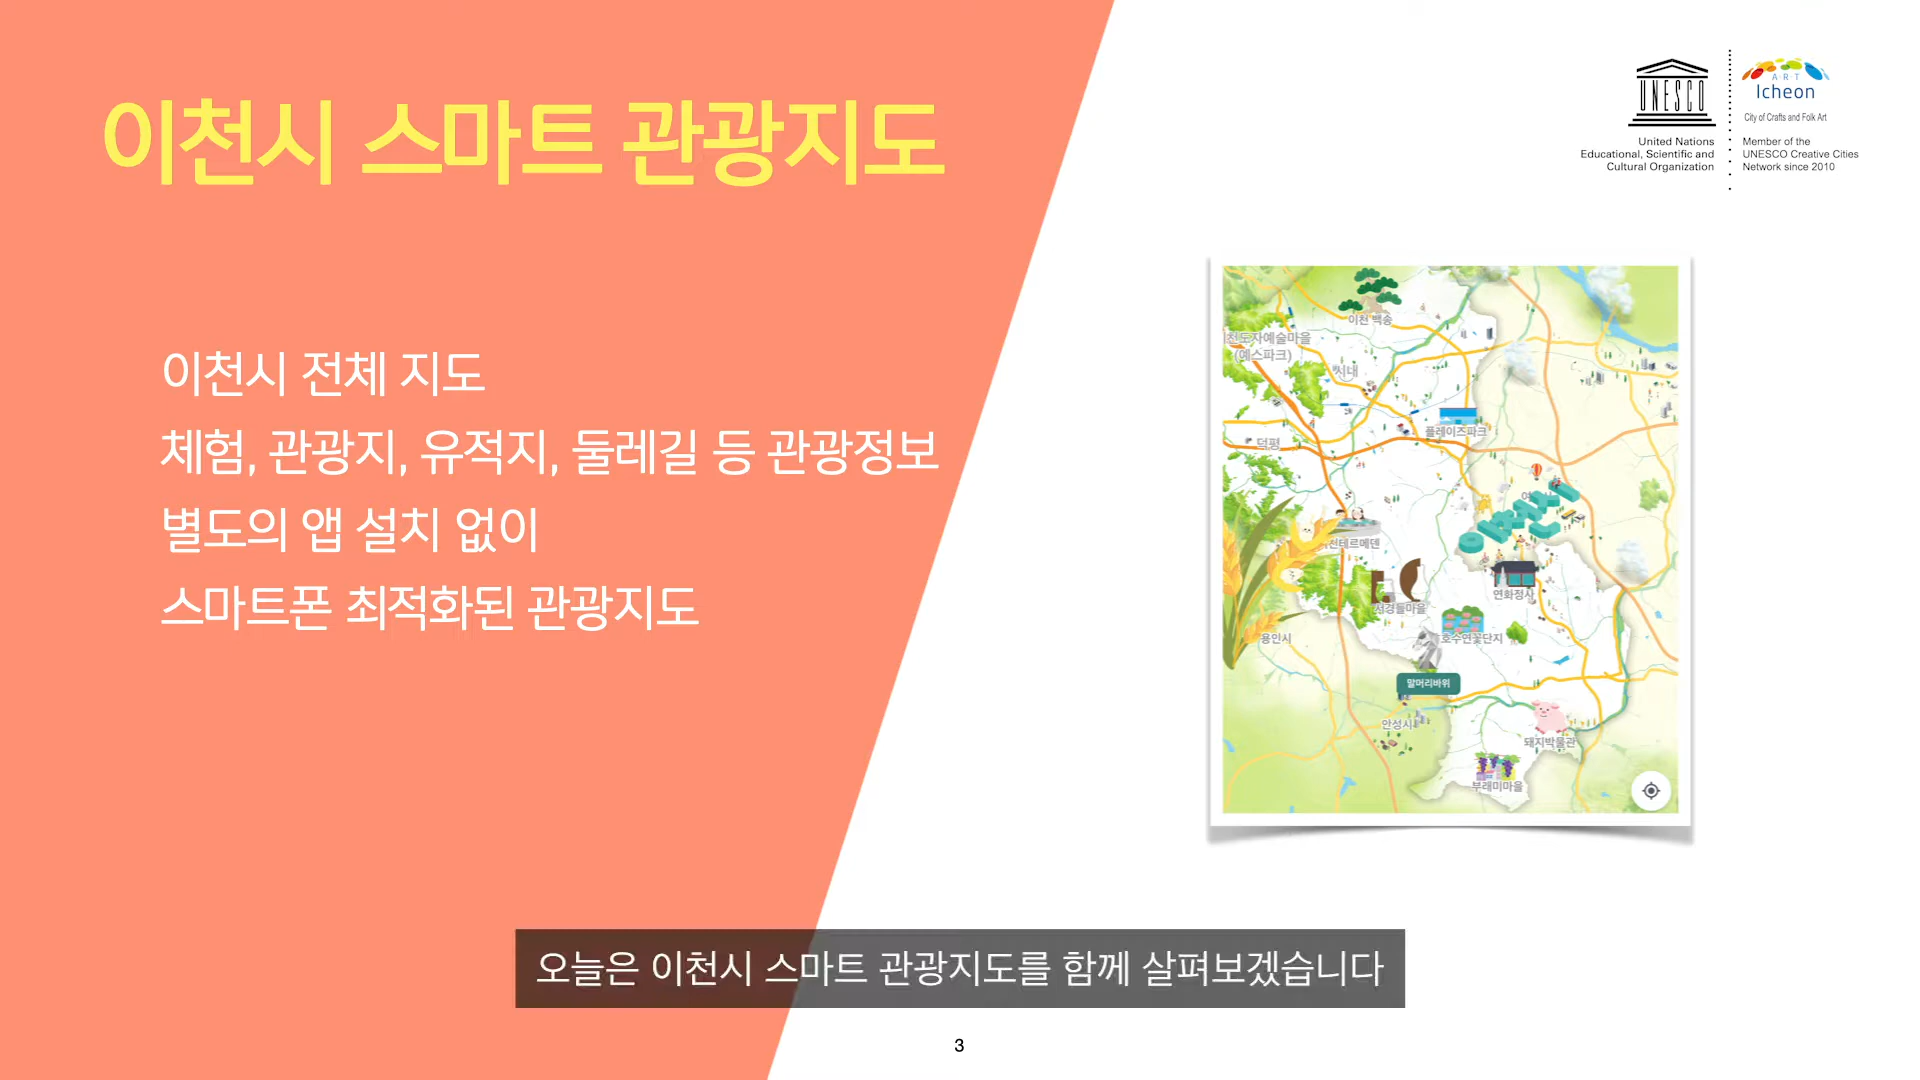 이천시 스마트 관광지도
UNESCO
United Nations
Educational, Scientific and
Cultural Organization
ART
Icheon
City of Crafts and Folk Art
Member of the
UNESCO Creative Cities
Network since 2010
이천시 전체 지도
체험, 관광지, 유적지, 둘레길 등 관광정보
별도의 앱 설치 없이
스마트폰 최적화된 관광지도
이천 백송
천도자예술마을
(예스파크)
시내
플레이즈파크
덕평
천테르메덴
연화정사
서경들마을
용인시
호수연꽃단지
말머리바위
안성시
돼지박물관
부래미마을
오늘은 이천시 스마트 관광지도를 함께 살펴보겠습니다
3